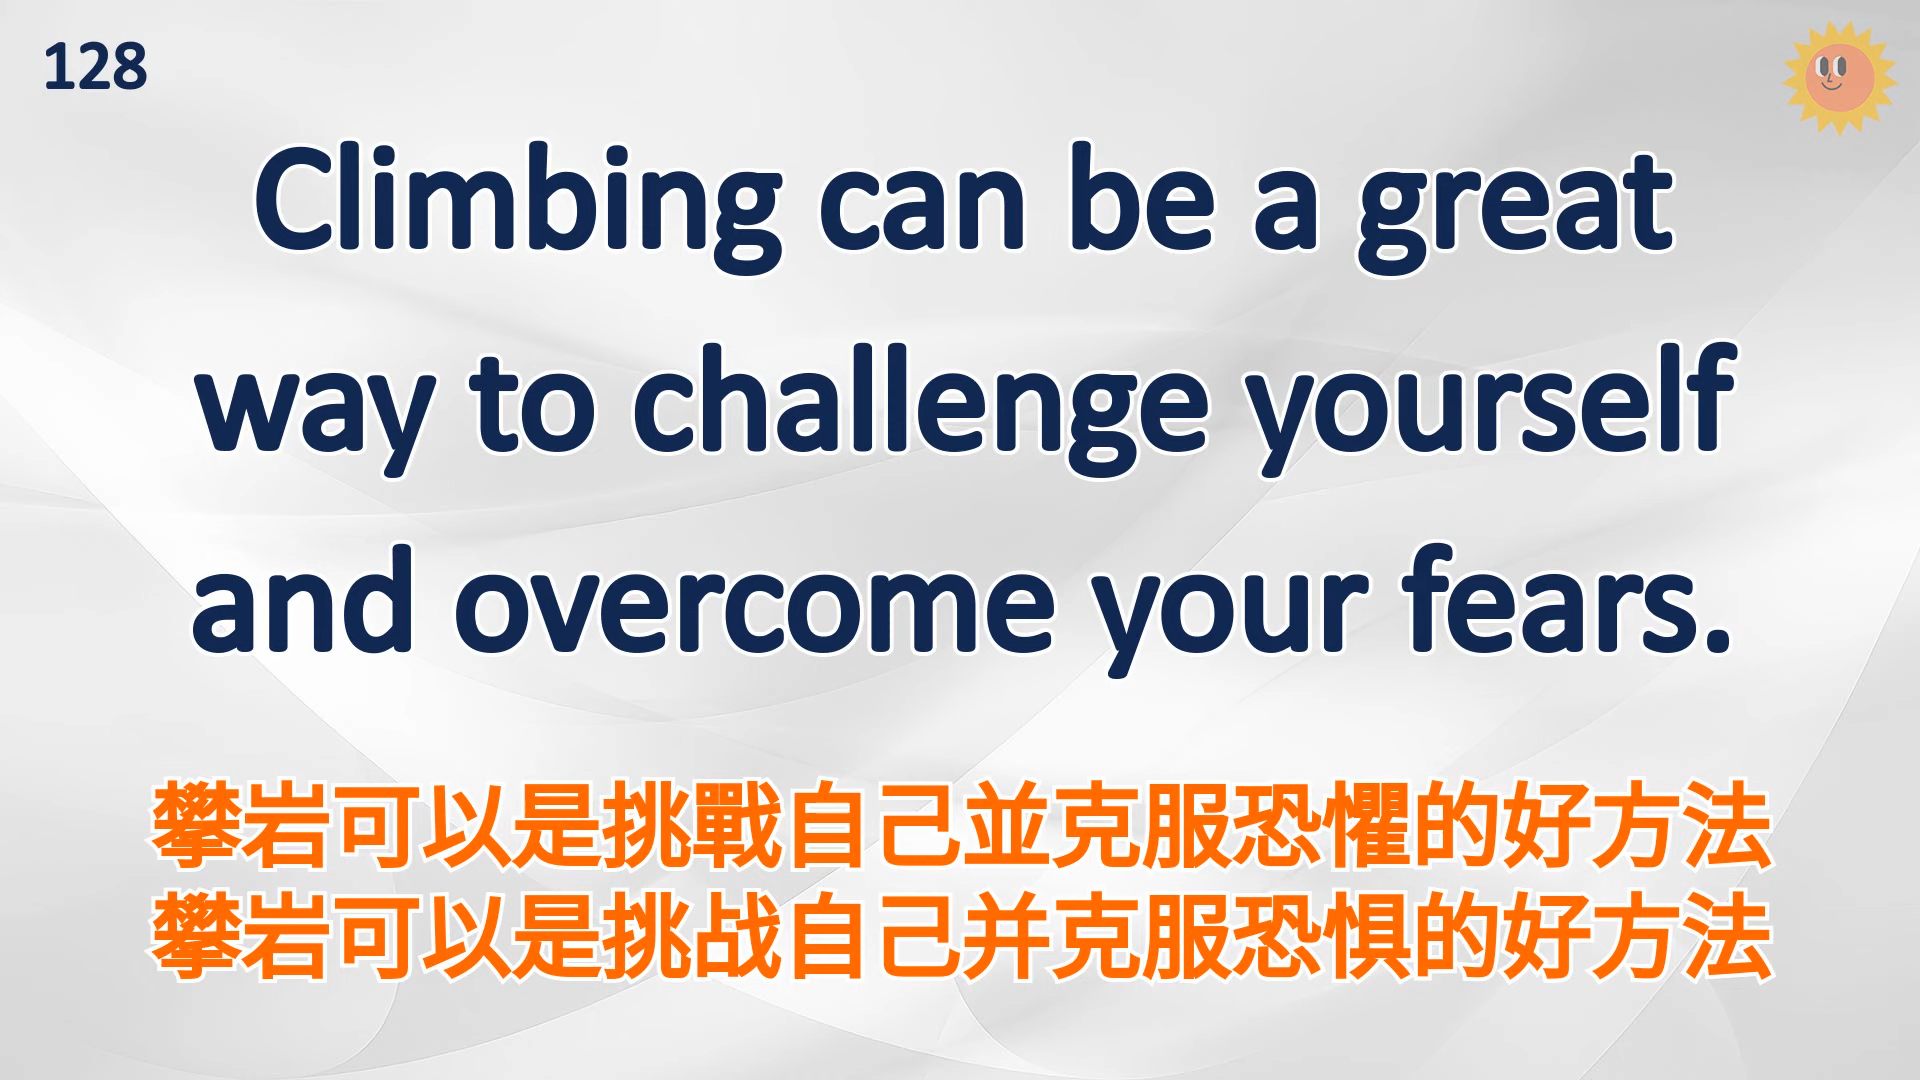 128
Climbing can be a great
way to challenge yourself
and overcome your fears.
攀岩可以是挑戰自己並克服恐懼的好方法
攀岩可以是挑战自己并克服恐惧的好方法